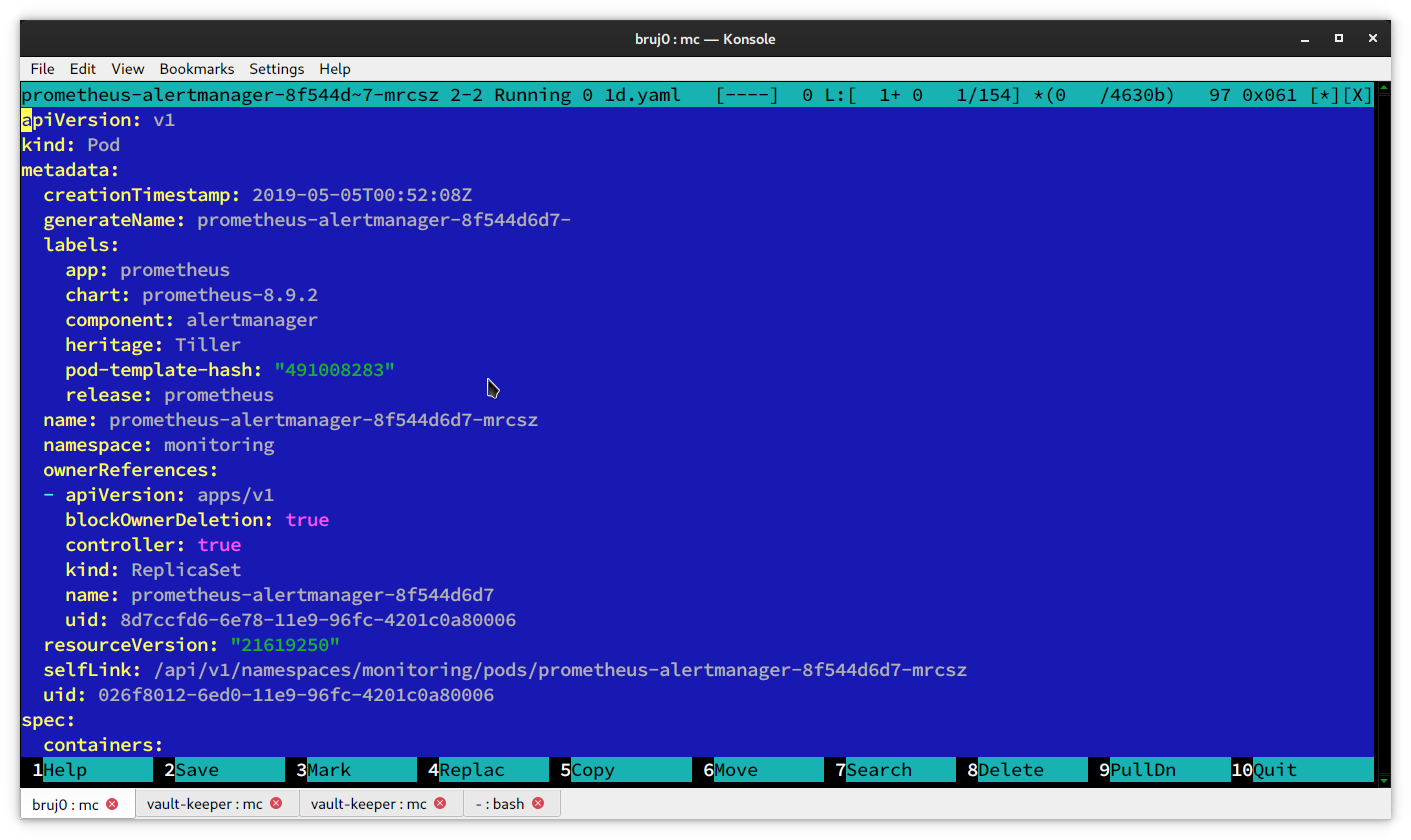 bruj0 : mc — Konsole
File Edit View Bookmarks Settings Help
prometheus-alertmanager-8f544d~7-mrcsz 2-2 Running 0 1d.yaml   [----]  0 L:[  1+ 0   1/154] *(0   /4630b)   97 0x061 [*][X]
apiVersion: v1
kind: Pod
metadata:
  creationTimestamp: 2019-05-05T00:52:08Z
  generateName: prometheus-alertmanager-8f544d6d7-
  labels:
    app: prometheus
    chart: prometheus-8.9.2
    component: alertmanager
    heritage: Tiller
    pod-template-hash: "491008283"
    release: prometheus
  name: prometheus-alertmanager-8f544d6d7-mrcsz
  namespace: monitoring
  ownerReferences:
  - apiVersion: apps/v1
    blockOwnerDeletion: true
    controller: true
    kind: ReplicaSet
    name: prometheus-alertmanager-8f544d6d7
    uid: 8d7ccfd6-6e78-11e9-96fc-4201c0a80006
  resourceVersion: "21619250"
  selfLink: /api/v1/namespaces/monitoring/pods/prometheus-alertmanager-8f544d6d7-mrcsz
  uid: 026f8012-6ed0-11e9-96fc-4201c0a80006
spec:
  containers:
1Help 2Save 3Mark 4Replac 5Copy 6Move 7Search 8Delete 9PullDn 10Quit
bruj0 : mc vault-keeper : mc vault-keeper : mc - : bash